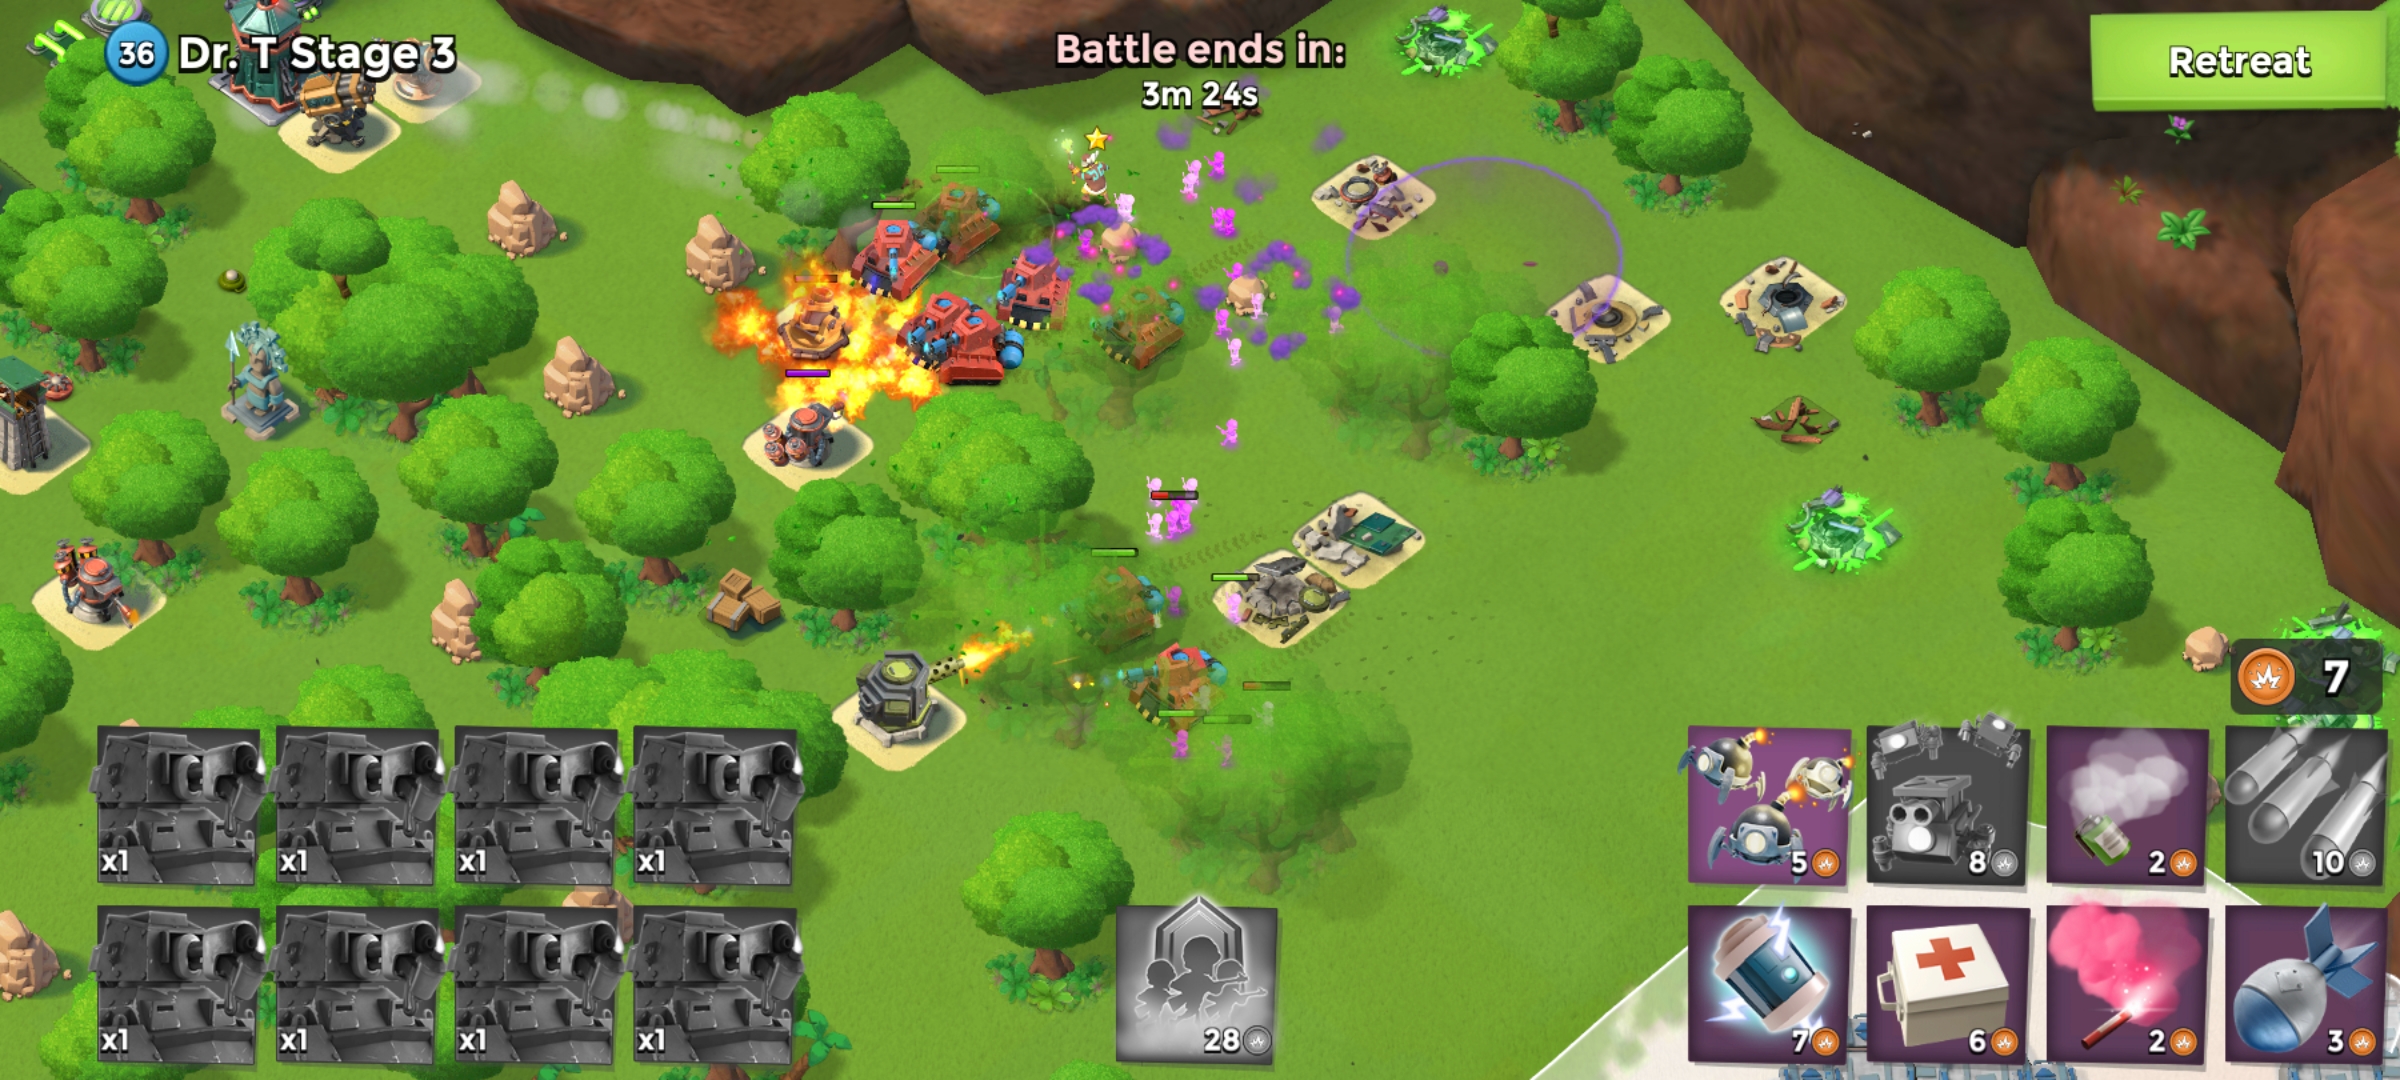 36 Dr. T Stage 3
Battle ends in:
3m 24s
Retreat
7
x1 x1 x1 x1
5 8 2 10
x1 x1 x1 x1
28
7 6 2 3